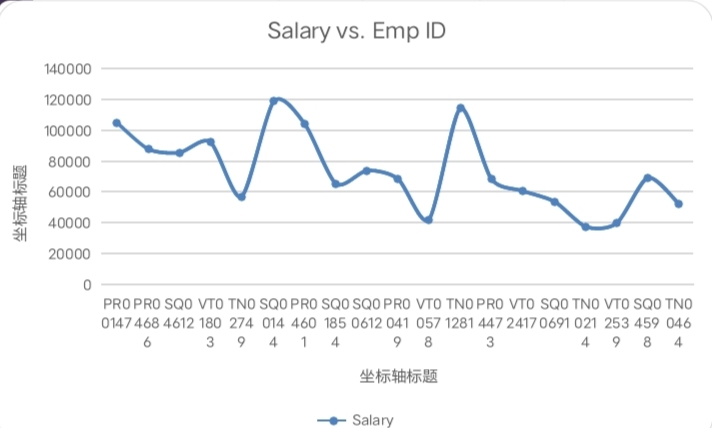 Salary vs. Emp ID
140000
120000
100000
80000
60000
40000
20000
0
坐标轴标题
PR0 PR0 SQ0 VT0 TN0 SQ0 PR0 SQ0 SQ0 PR0 VT0 TN0 PR0 VT0 SQ0 TN0 VT0 SQ0 TN0
0147 468 4612 180 274 014 460 185 0612 041 057 1281 447 2417 0691 021 253 459 046
6 3 9 4 1 4 9 8 3 4 9 8 4
坐标轴标题
Salary